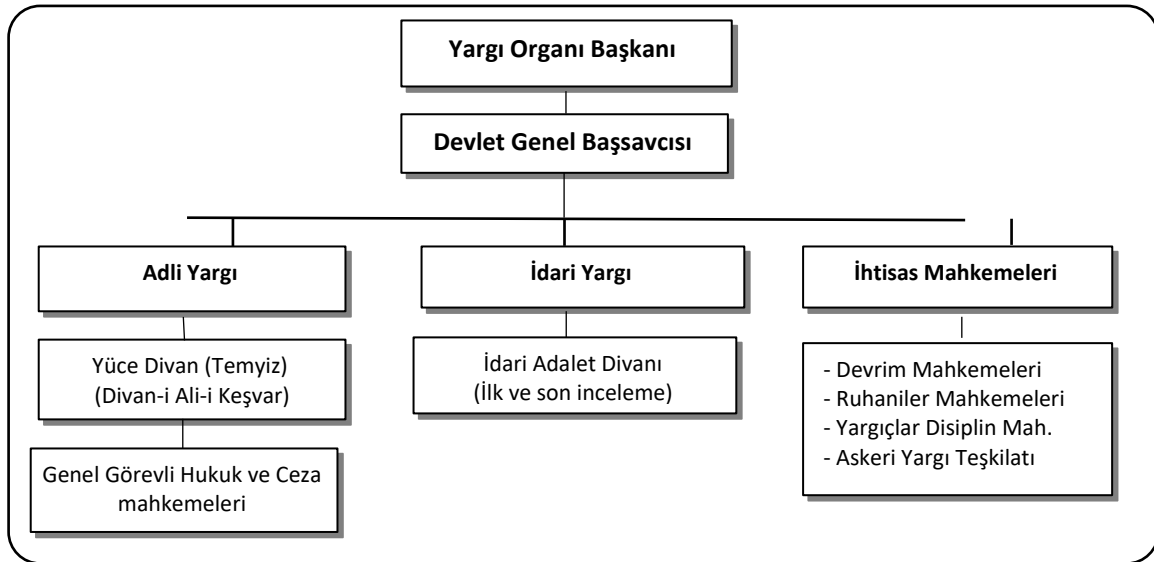 Yargı Organı Başkanı
Devlet Genel Başsavcısı
Adli Yargı
İdari Yargı
İhtisas Mahkemeleri
Yüce Divan (Temyiz)
(Divan-i Ali-i Keşvar)
İdari Adalet Divanı
(İlk ve son inceleme)
- Devrim Mahkemeleri
- Ruhaniler Mahkemeleri
- Yargıçlar Disiplin Mah.
- Askeri Yargı Teşkilatı
Genel Görevli Hukuk ve Ceza
mahkemeleri